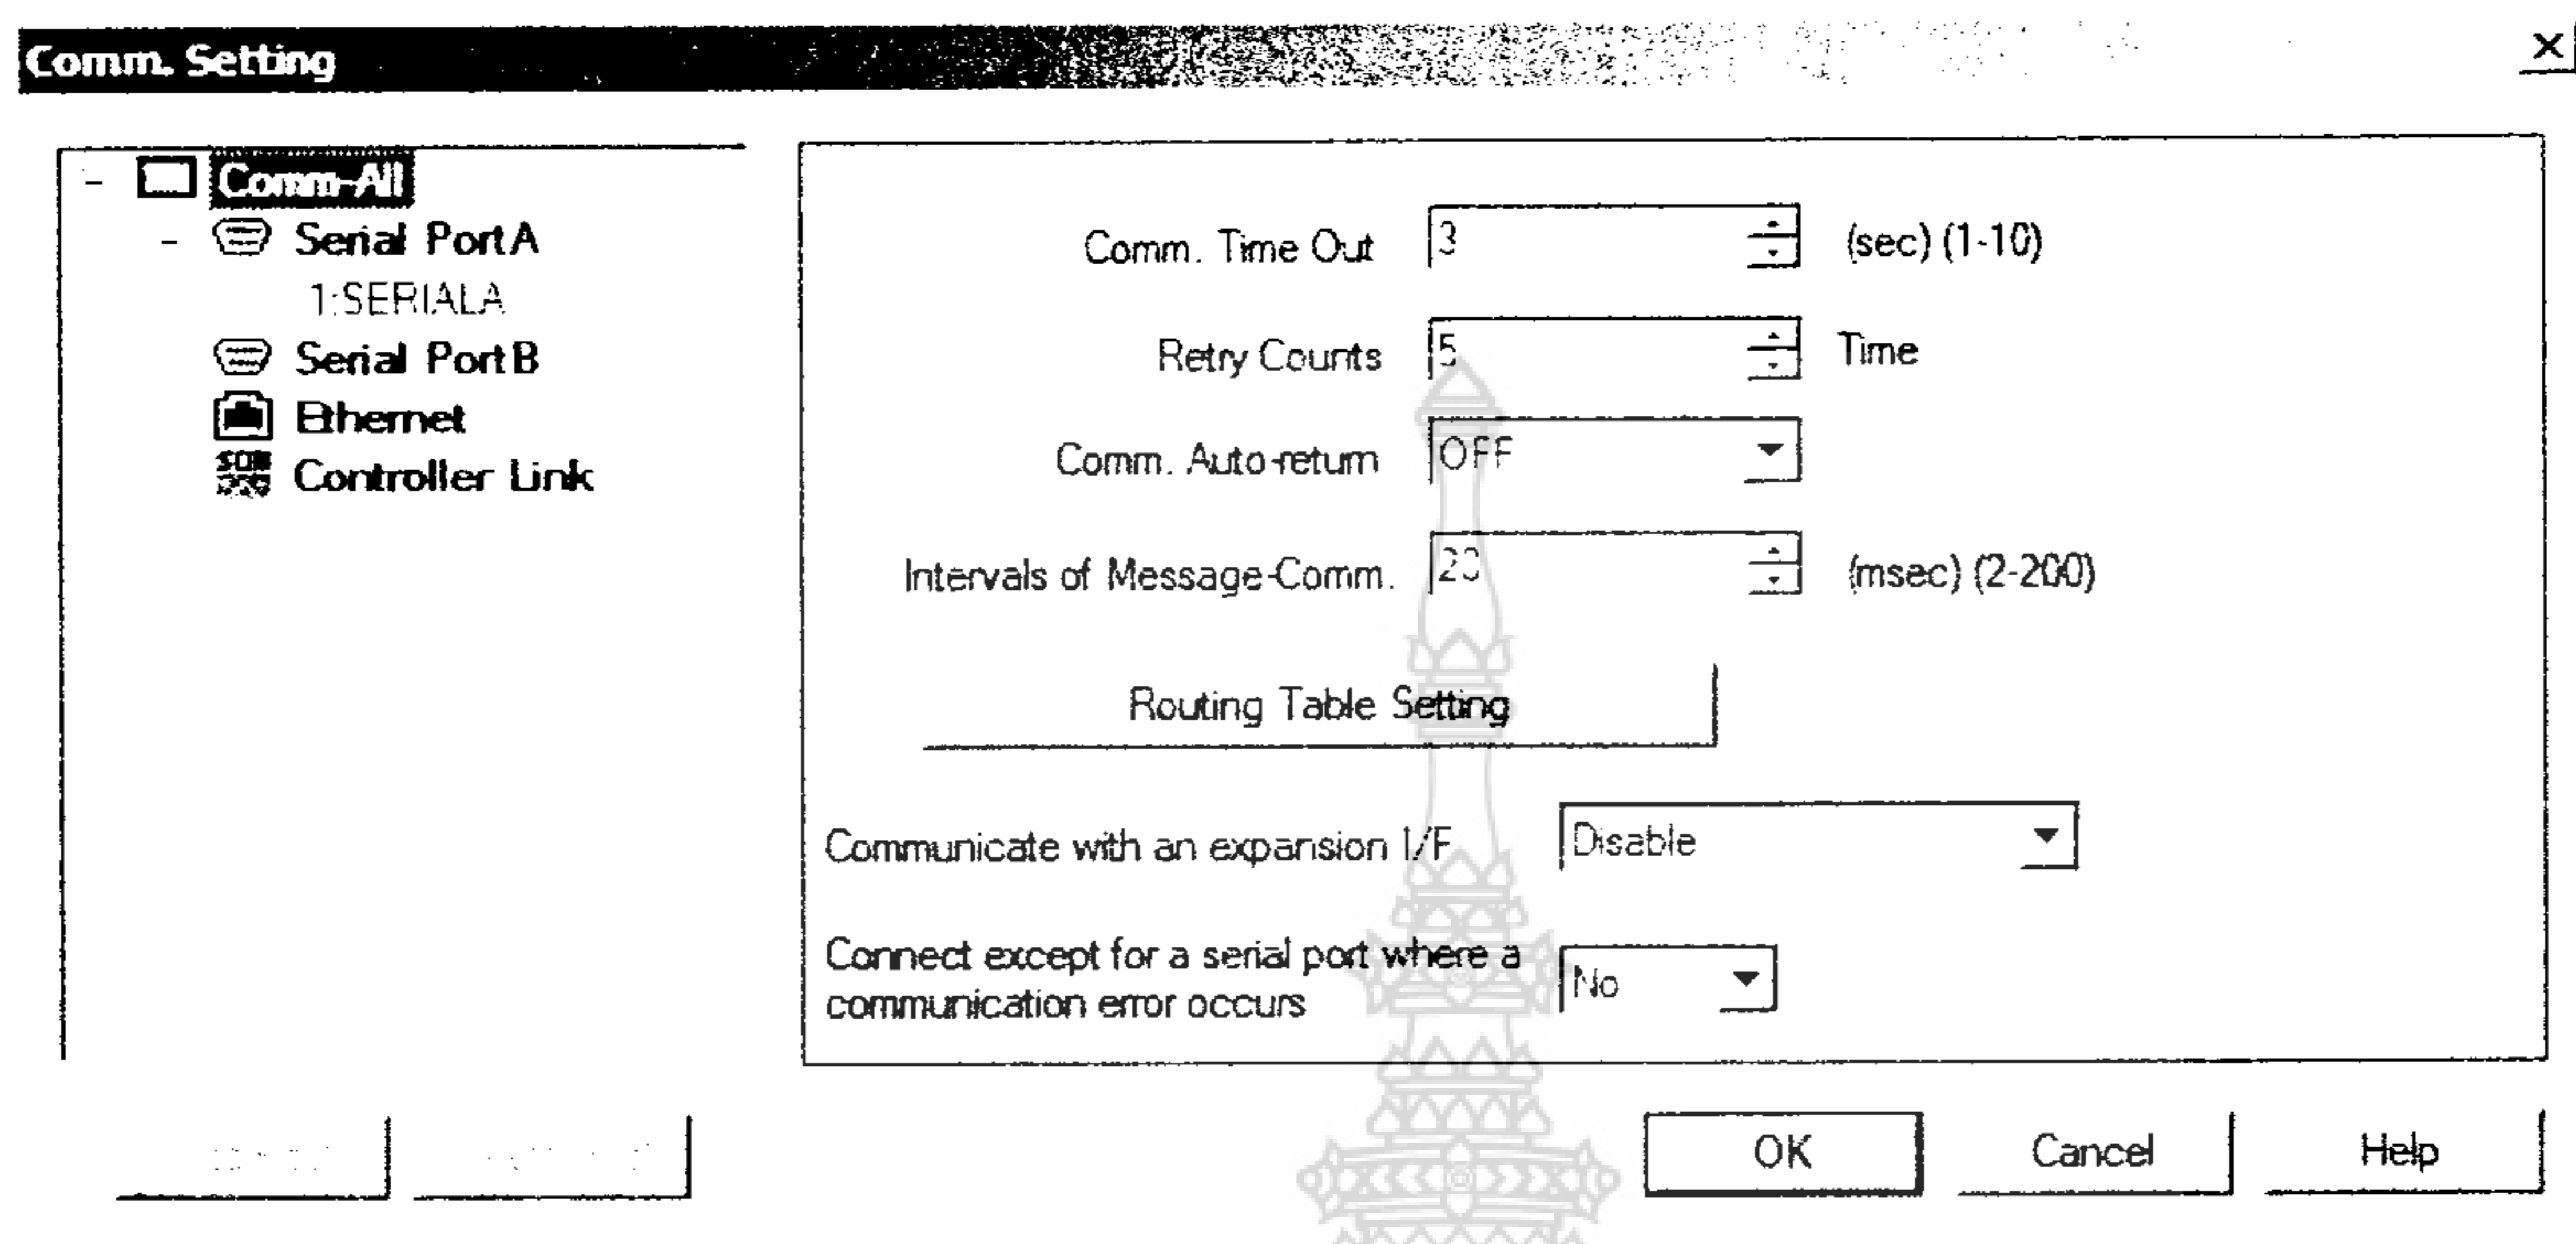 Comm. Setting
Comm-All
Serial Port A
1:SERIALA
Serial Port B
Ethernet
Controller Link
Comm. Time Out 3 (sec) (1-10)
Retry Counts 5 Time
Comm. Auto-return OFF
Intervals of Message-Comm. 20 (msec) (2-200)
Routing Table Setting
Communicate with an expansion I/F Disable
Connect except for a serial port where a
communication error occurs No
OK Cancel Help